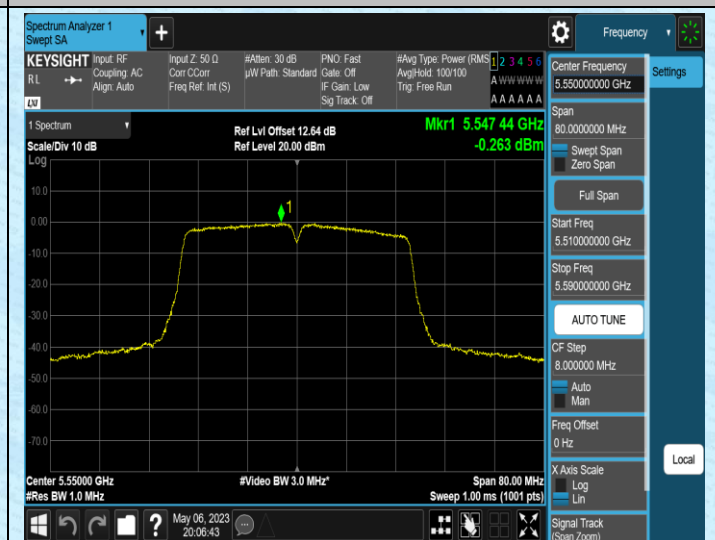 Spectrum Analyzer 1
Swept SA
+
Frequency
KEYSIGHT
R L
LXI
Input: RF
Coupling: AC
Align: Auto
Input Z: 50 Ω
Corr CCorr
Freq Ref: Int (S)
#Atten: 30 dB
µW Path: Standard
PNO: Fast
Gate: Off
IF Gain: Low
Sig Track: Off
#Avg Type: Power (RMS
Avg|Hold: 100/100
Trig: Free Run
1 2 3 4 5 6
A W W W W W
A A A A A A
Center Frequency
5.550000000 GHz
Settings
Span
80.0000000 MHz
Swept Span
Zero Span
Full Span
Start Freq
5.510000000 GHz
Stop Freq
5.590000000 GHz
AUTO TUNE
CF Step
8.000000 MHz
Auto
Man
Freq Offset
0 Hz
X Axis Scale
Log
Lin
Local
Signal Track
(Span Zoom)
1 Spectrum
Scale/Div 10 dB
Log
Ref Lvl Offset 12.64 dB
Ref Level 20.00 dBm
Mkr1 5.547 44 GHz
-0.263 dBm
1
10.0
0.00
-10.0
-20.0
-30.0
-40.0
-50.0
-60.0
-70.0
Center 5.55000 GHz
#Res BW 1.0 MHz
#Video BW 3.0 MHz*
Span 80.00 MHz
Sweep 1.00 ms (1001 pts)
?
May 06, 2023
20:06:43